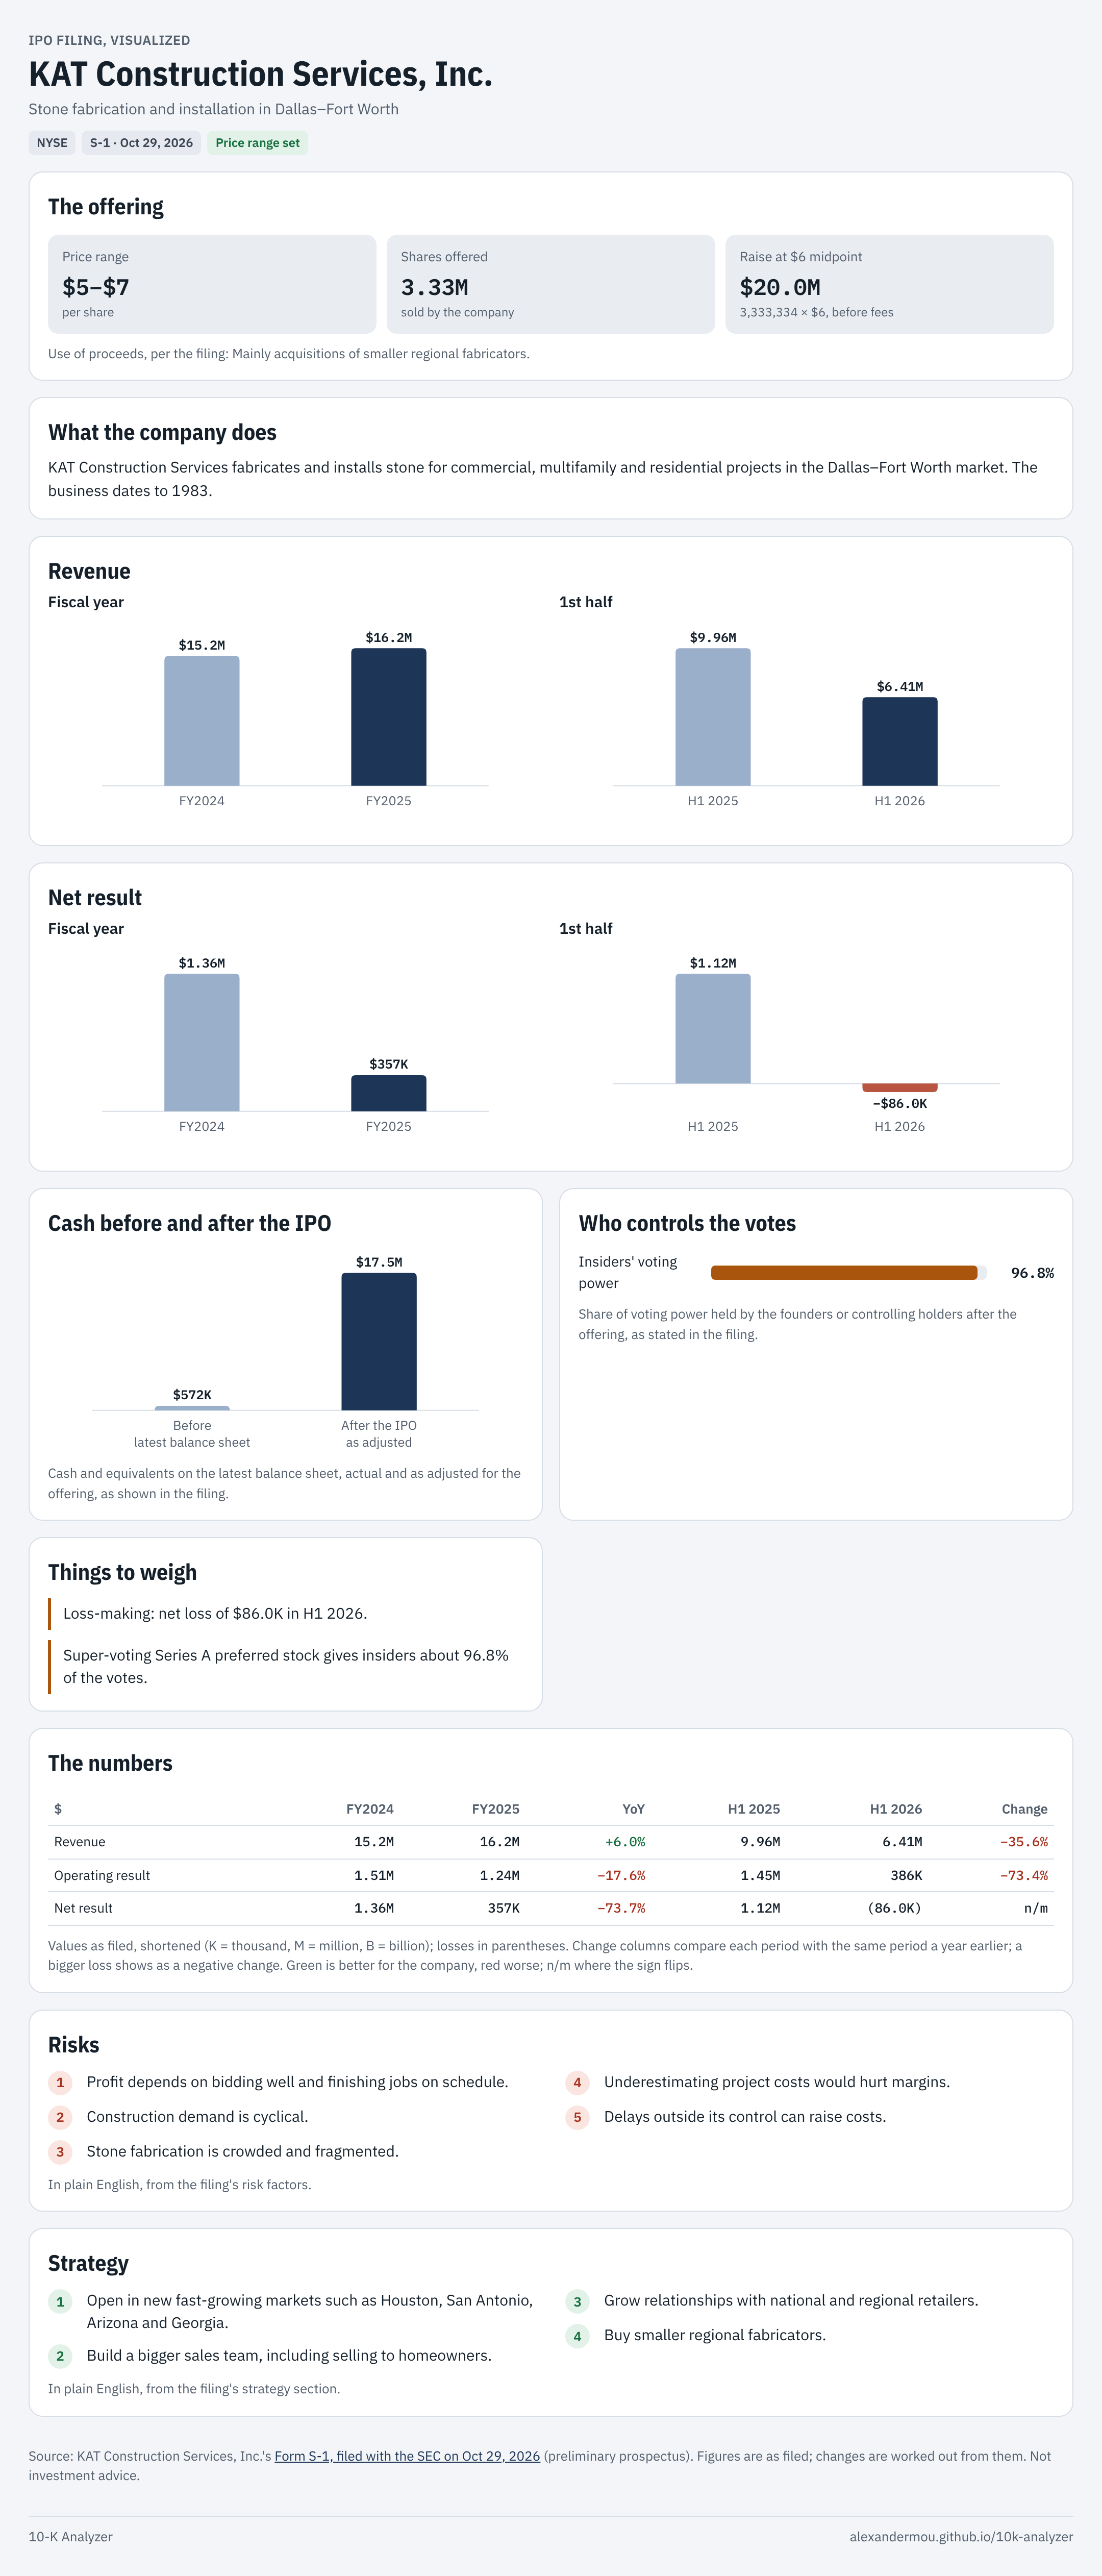 IPO FILING, VISUALIZED
KAT Construction Services, Inc.
Stone fabrication and installation in Dallas–Fort Worth
NYSE
S-1 · Oct 29, 2026
Price range set
The offering
Price range
$5–$7
per share
Shares offered
3.33M
sold by the company
Raise at $6 midpoint
$20.0M
3,333,334 × $6, before fees
Use of proceeds, per the filing: Mainly acquisitions of smaller regional fabricators.
What the company does
KAT Construction Services fabricates and installs stone for commercial, multifamily and residential projects in the Dallas–Fort Worth market. The
business dates to 1983.
Revenue
Fiscal year
$15.2M
$16.2M
FY2024
FY2025
1st half
$9.96M
$6.41M
H1 2025
H1 2026
Net result
Fiscal year
$1.36M
$357K
FY2024
FY2025
1st half
$1.12M
−$86.0K
H1 2025
H1 2026
Cash before and after the IPO
$17.5M
$572K
Before
latest balance sheet
After the IPO
as adjusted
Cash and equivalents on the latest balance sheet, actual and as adjusted for the
offering, as shown in the filing.
Who controls the votes
Insiders' voting
power
96.8%
Share of voting power held by the founders or controlling holders after the
offering, as stated in the filing.
Things to weigh
Loss-making: net loss of $86.0K in H1 2026.
Super-voting Series A preferred stock gives insiders about 96.8%
of the votes.
The numbers
$ FY2024 FY2025 YoY H1 2025 H1 2026 Change
Revenue 15.2M 16.2M +6.0% 9.96M 6.41M −35.6%
Operating result 1.51M 1.24M −17.6% 1.45M 386K −73.4%
Net result 1.36M 357K −73.7% 1.12M (86.0K) n/m
Values as filed, shortened (K = thousand, M = million, B = billion); losses in parentheses. Change columns compare each period with the same period a year earlier; a
bigger loss shows as a negative change. Green is better for the company, red worse; n/m where the sign flips.
Risks
1 Profit depends on bidding well and finishing jobs on schedule.
2 Construction demand is cyclical.
3 Stone fabrication is crowded and fragmented.
4 Underestimating project costs would hurt margins.
5 Delays outside its control can raise costs.
In plain English, from the filing's risk factors.
Strategy
1 Open in new fast-growing markets such as Houston, San Antonio,
Arizona and Georgia.
2 Build a bigger sales team, including selling to homeowners.
3 Grow relationships with national and regional retailers.
4 Buy smaller regional fabricators.
In plain English, from the filing's strategy section.
Source: KAT Construction Services, Inc.'s Form S-1, filed with the SEC on Oct 29, 2026 (preliminary prospectus). Figures are as filed; changes are worked out from them. Not
investment advice.
10-K Analyzer
alexandermou.github.io/10k-analyzer